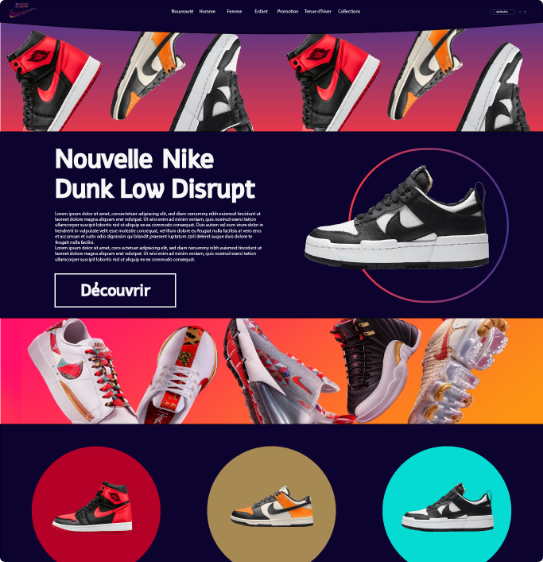 Nouveauté Homme Femme Enfant Promotion Tenue d'hiver Collections
Nouvelle Nike
Dunk Low Disrupt
Lorem ipsum dolor sit amet, consectetuer adipiscing elit, sed diam nonummy nibh euismod tincidunt ut
laoreet dolore magna aliquam erat volutpat. Ut wisi enim ad minim veniam, quis nostrud exerci tation
ullamcorper suscipit lobortis nisl ut aliquip ex ea commodo consequat. Duis autem vel eum iriure dolor in
hendrerit in vulputate velit esse molestie consequat, vel illum dolore eu feugiat nulla facilisis at vero eros
et accumsan et iusto odio dignissim qui blandit praesent luptatum zzril delenit augue duis dolore te
feugait nulla facilisi.
Lorem ipsum dolor sit amet, cons ectetuer adipiscing elit, sed diam nonummy nibh euismod tincidunt ut
laoreet dolore magna aliquam erat volutpat. Ut wisi enim ad minim veniam, quis nostrud exerci tation
ullamcorper suscipit lobortis nisl ut aliquip ex ea commodo consequat.
Découvrir